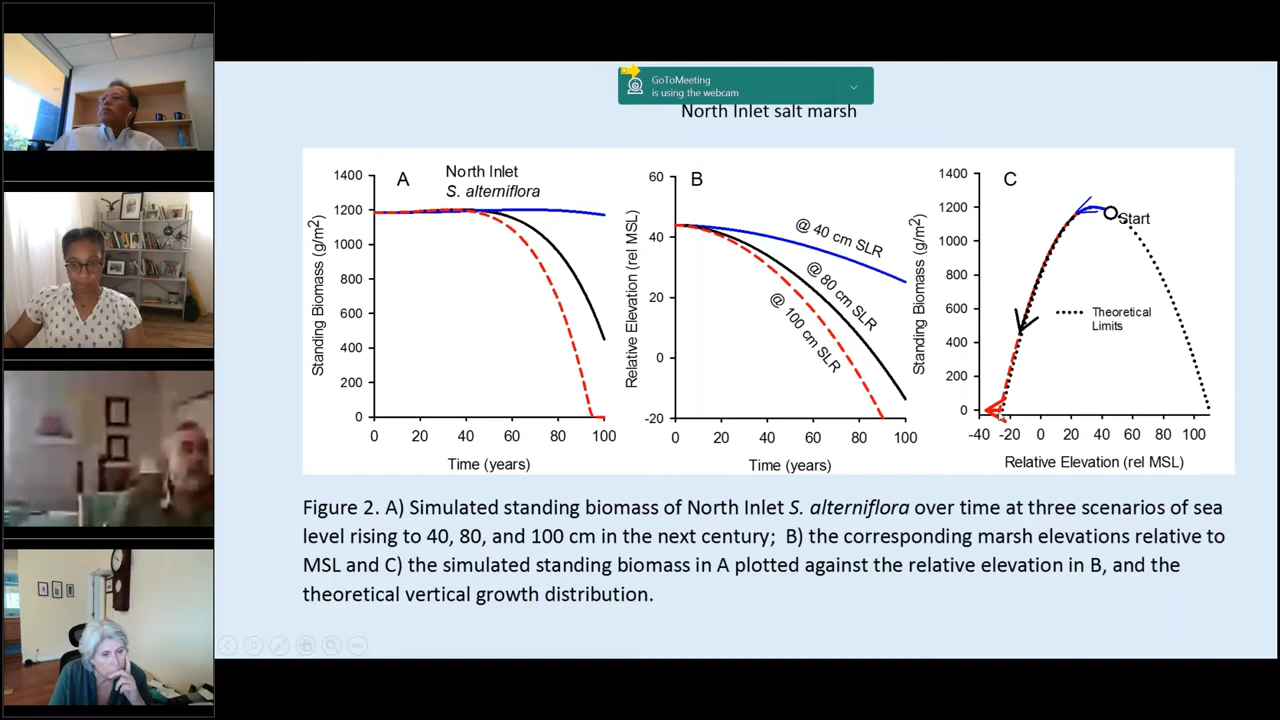 GoToMeeting
is using the webcam
North Inlet salt marsh
A
North Inlet
S. alterniflora
1400
1200
1000
800
600
400
200
0
Standing Biomass (g/m²)
0 20 40 60 80 100
Time (years)
B
60
40
20
0
-20
Relative Elevation (rel MSL)
@ 40 cm SLR
@ 80 cm SLR
@ 100 cm SLR
0 20 40 60 80 100
Time (years)
C
1400
1200
1000
800
600
400
200
0
Standing Biomass (g/m²)
Start
Theoretical
Limits
-40 -20 0 20 40 60 80 100
Relative Elevation (rel MSL)
Figure 2. A) Simulated standing biomass of North Inlet S. alterniflora over time at three scenarios of sea
level rising to 40, 80, and 100 cm in the next century; B) the corresponding marsh elevations relative to
MSL and C) the simulated standing biomass in A plotted against the relative elevation in B, and the
theoretical vertical growth distribution.